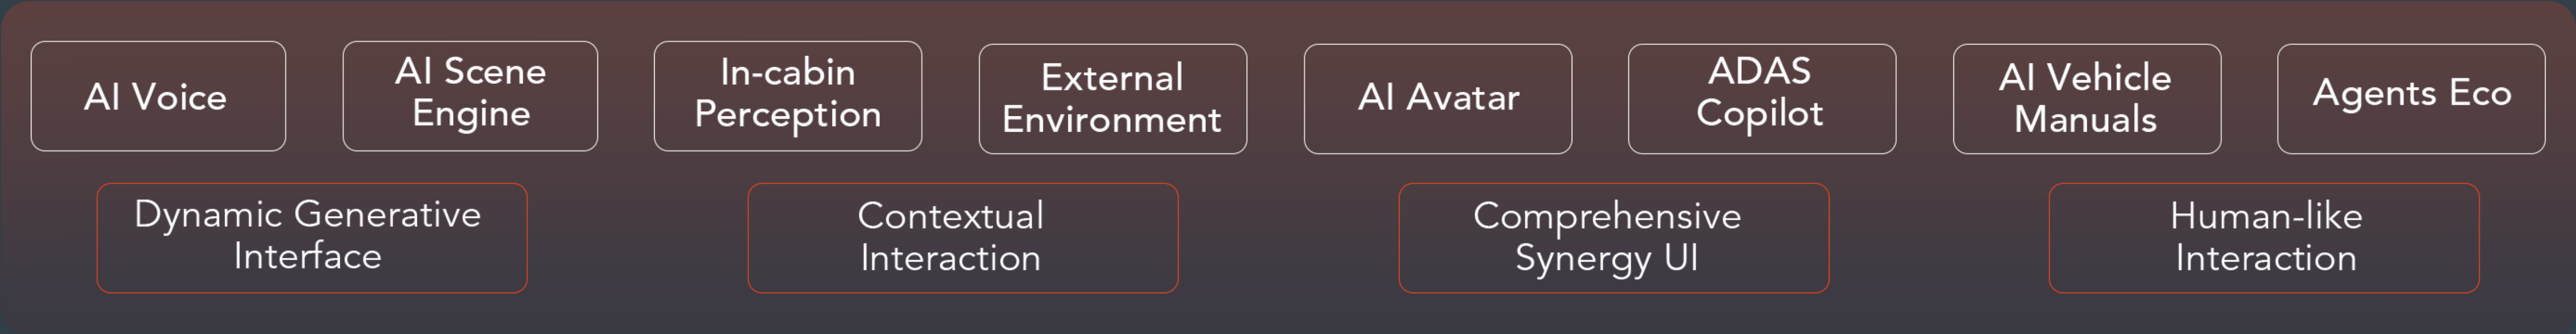 AI Voice
AI Scene
Engine
In-cabin
Perception
External
Environment
AI Avatar
ADAS
Copilot
AI Vehicle
Manuals
Agents Eco
Dynamic Generative
Interface
Contextual
Interaction
Comprehensive
Synergy UI
Human-like
Interaction